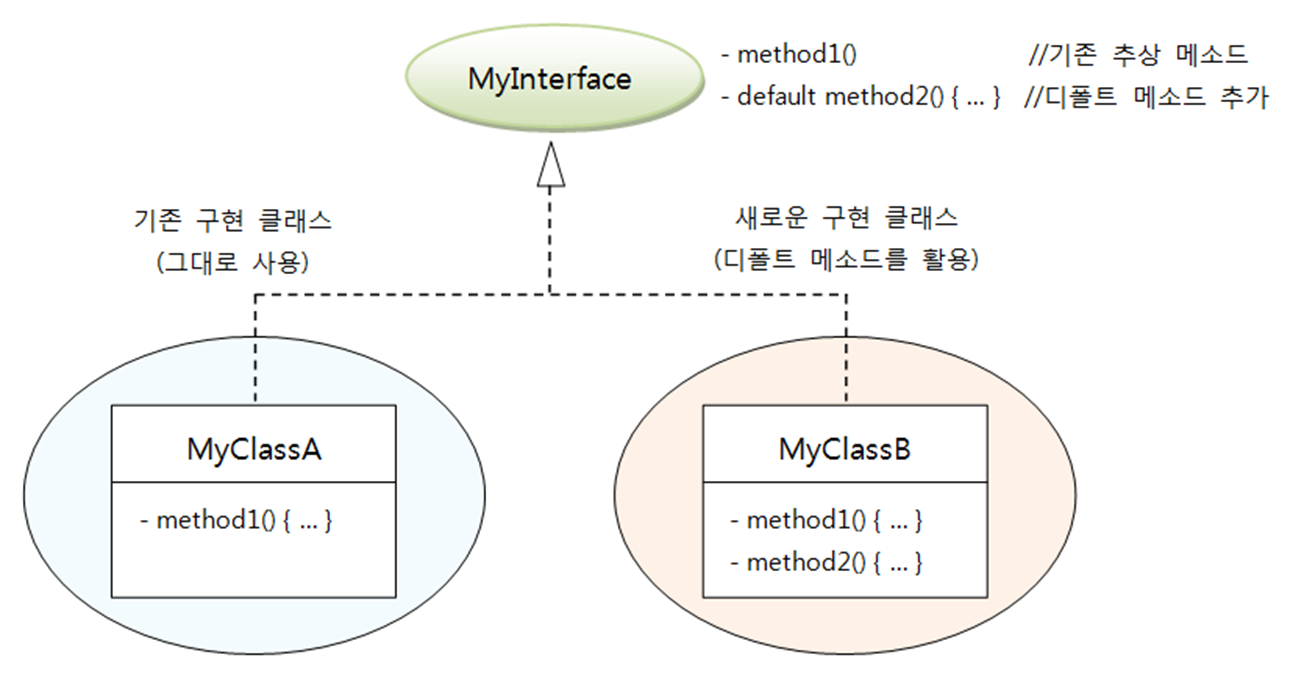 MyInterface
- method1() //기존 추상 메소드
- default method2() { ... } //디폴트 메소드 추가
기존 구현 클래스
(그대로 사용)
새로운 구현 클래스
(디폴트 메소드를 활용)
MyClassA
- method1() { ... }
MyClassB
- method1() { ... }
- method2() { ... }